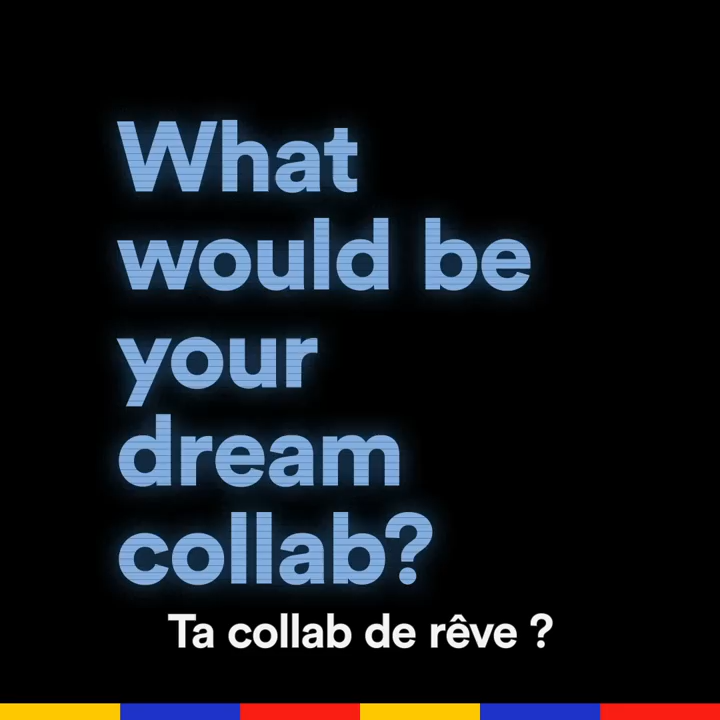 What
would be
your
dream
collab?
Ta collab de rêve ?